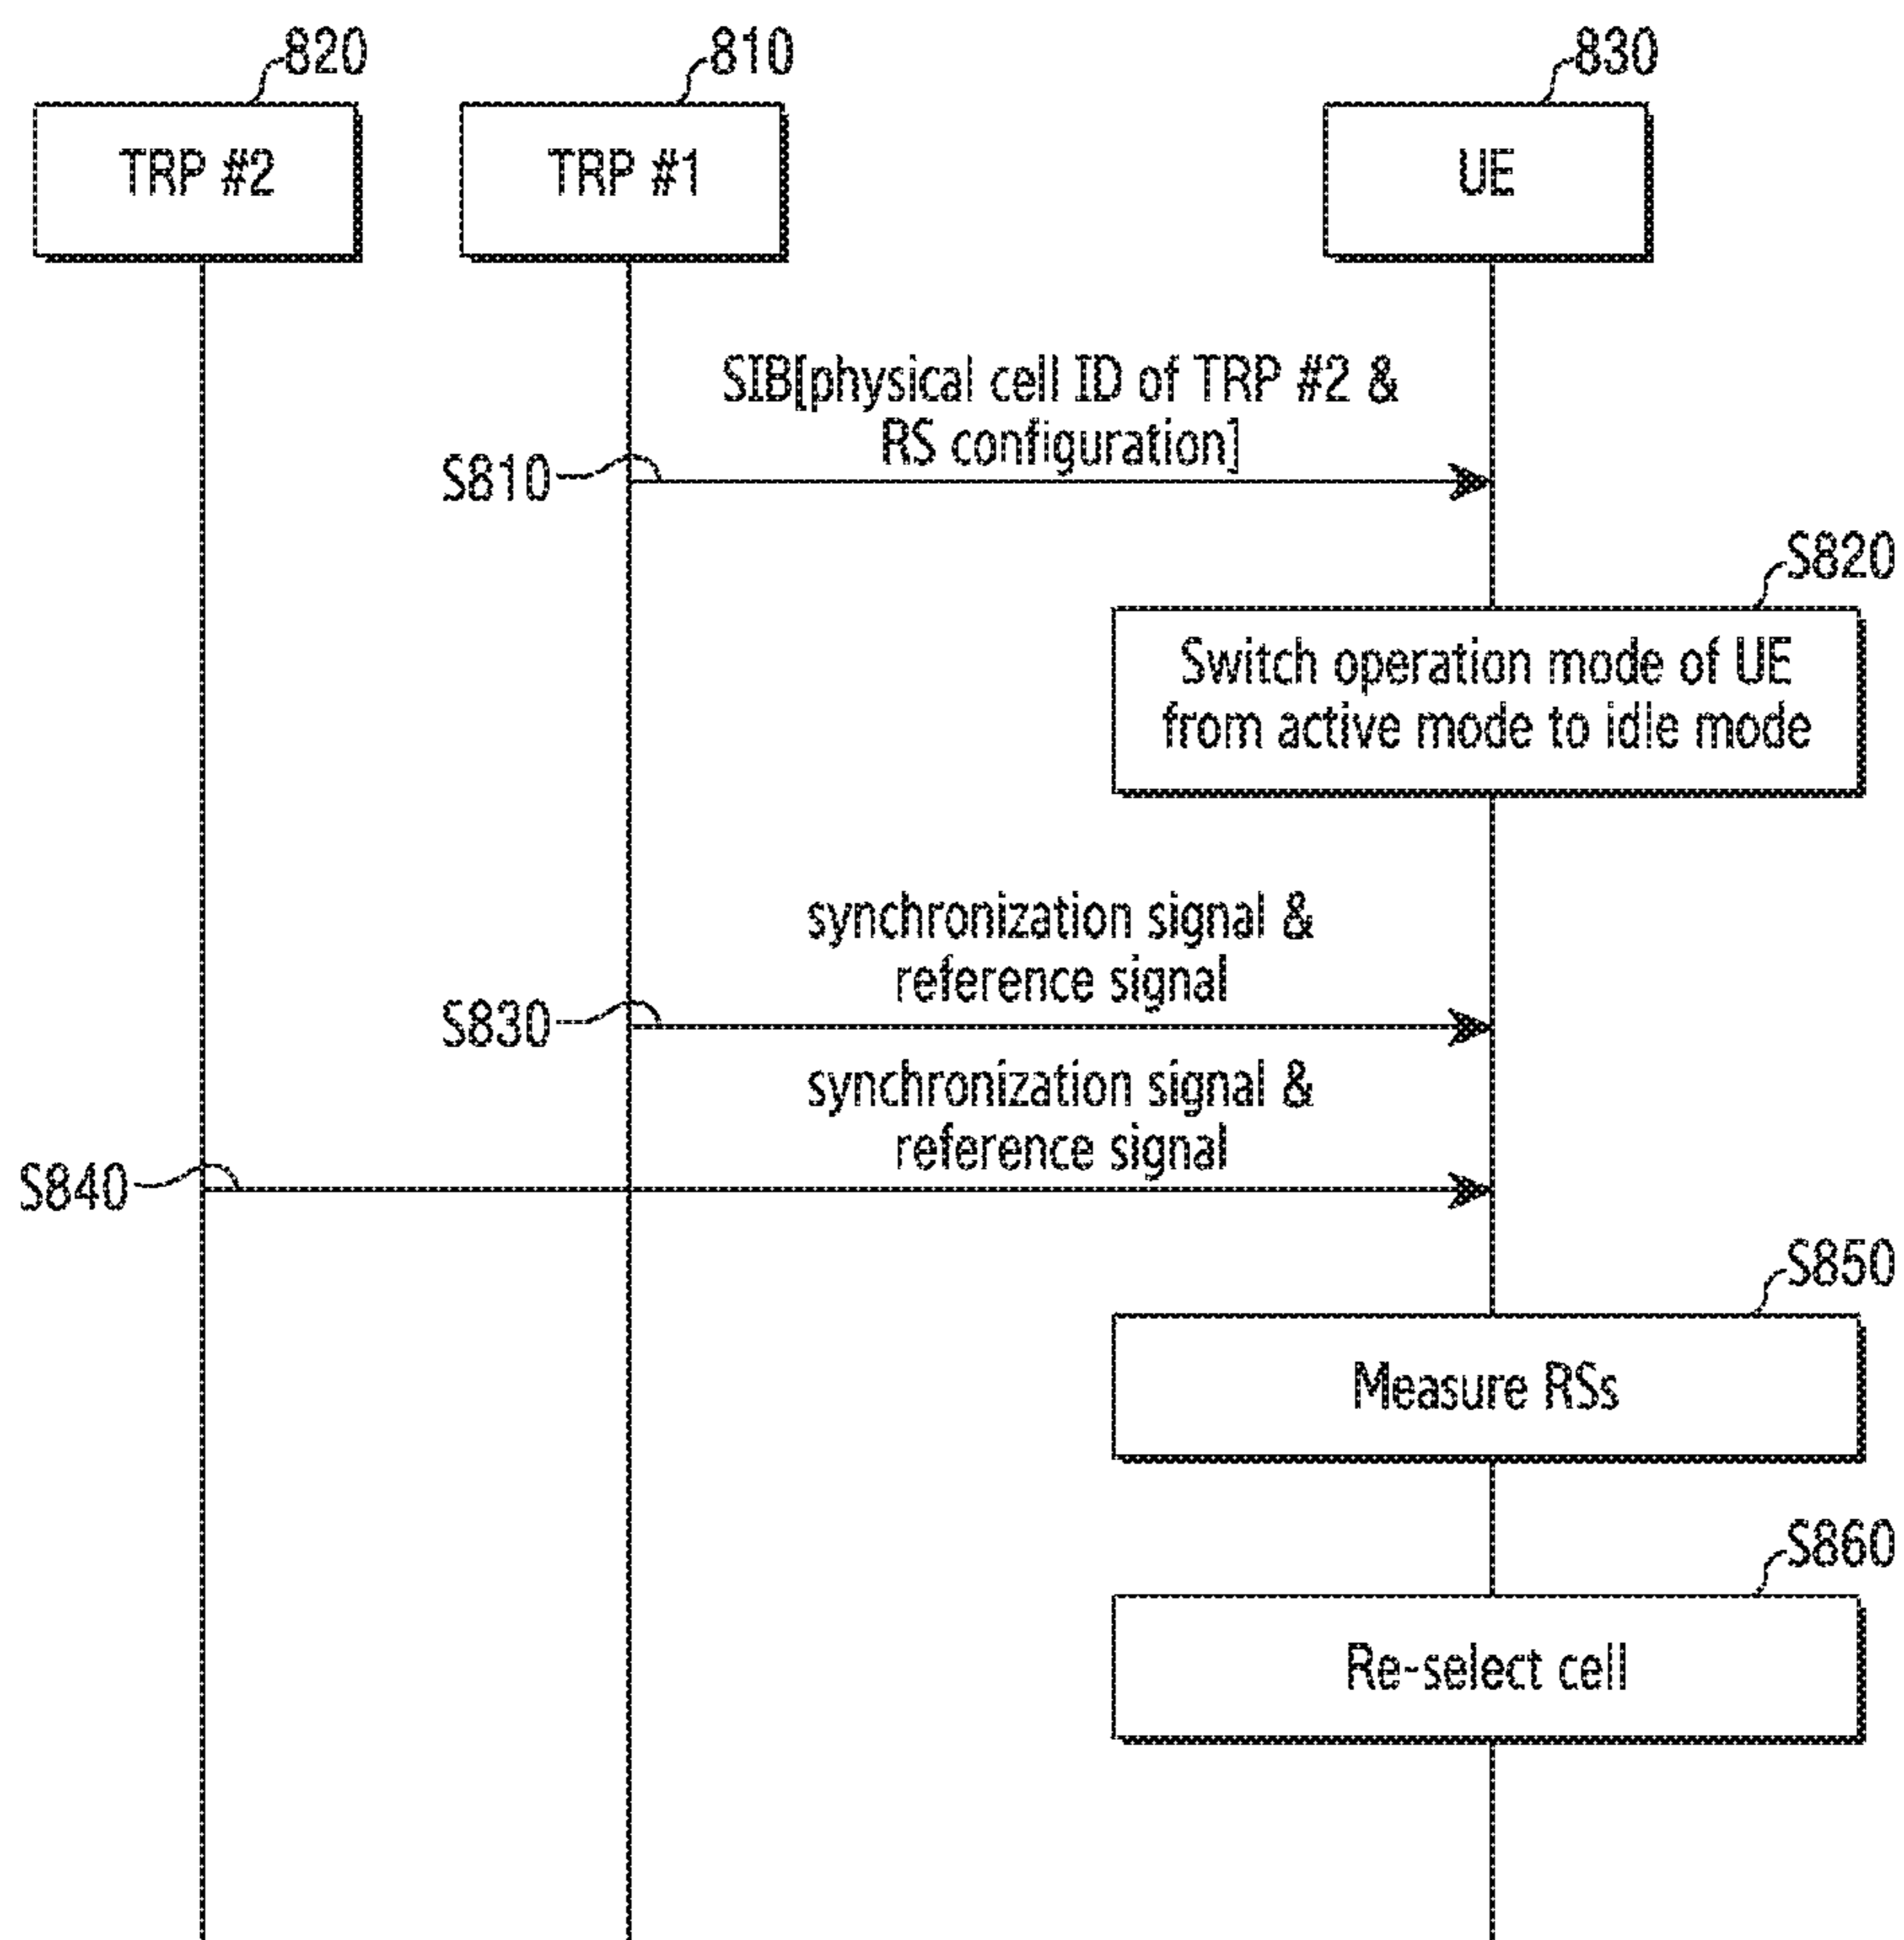 820
810
830
TRP #2
TRP #1
UE
SIB[physical cell ID of TRP #2 &
RS configuration]
S810
S820
Switch operation mode of UE
from active mode to idle mode
synchronization signal &
reference signal
S830
synchronization signal &
reference signal
S840
S850
Measure RSs
S860
Re-select cell